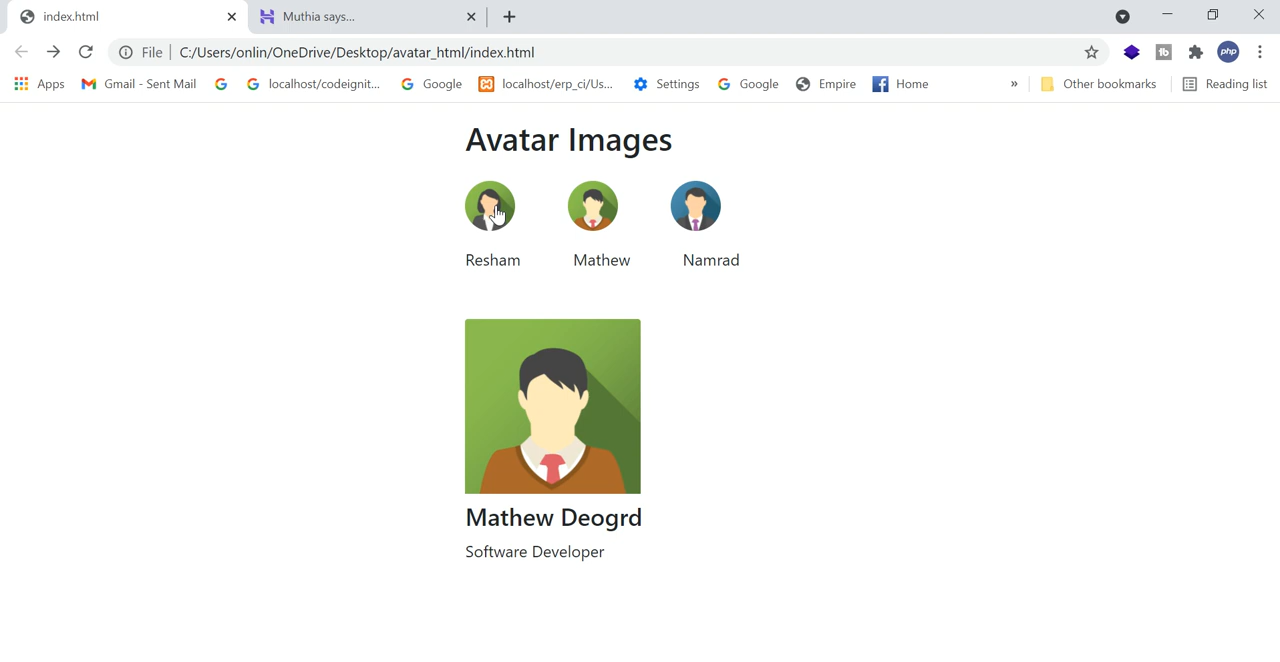 index.html
Muthia says...
File C:/Users/onlin/OneDrive/Desktop/avatar_html/index.html
fb
php
Apps Gmail - Sent Mail localhost/codeignit... Google localhost/erp_ci/Us... Settings Google Empire Home » Other bookmarks Reading list
Avatar Images
Resham Mathew Namrad
Mathew Deogrd
Software Developer